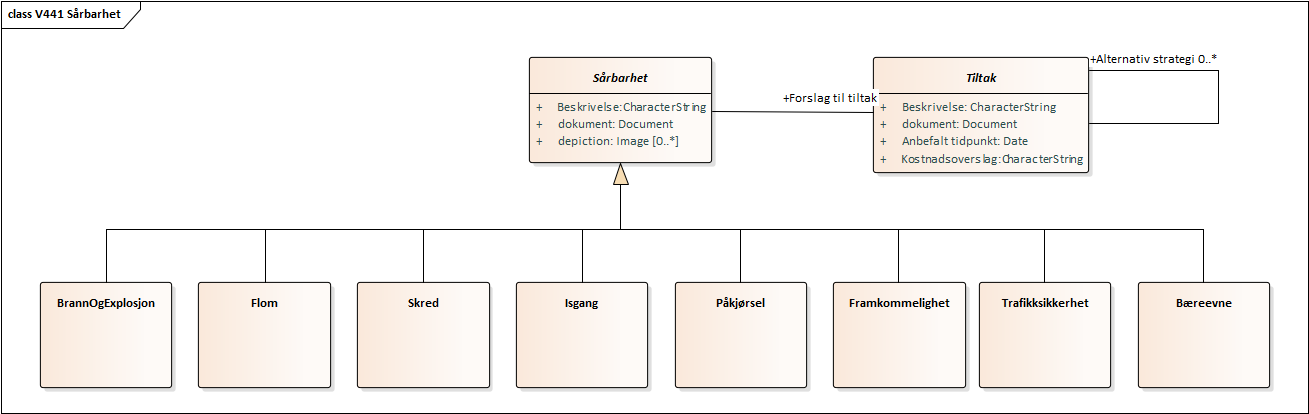 class V441 Sårbarhet
Sårbarhet
+ Beskrivelse:CharacterString
+ dokument: Document
+ depiction: Image [0..*]
+Forslag til tiltak
Tiltak
+ Beskrivelse: CharacterString
+ dokument: Document
+ Anbefalt tidpunkt: Date
+ Kostnadsoverslag:CharacterString
+Alternativ strategi 0..*
BrannOgExplosjon
Flom
Skred
Isgang
Påkjørsel
Framkommelighet
Trafikksikkerhet
Bæreevne